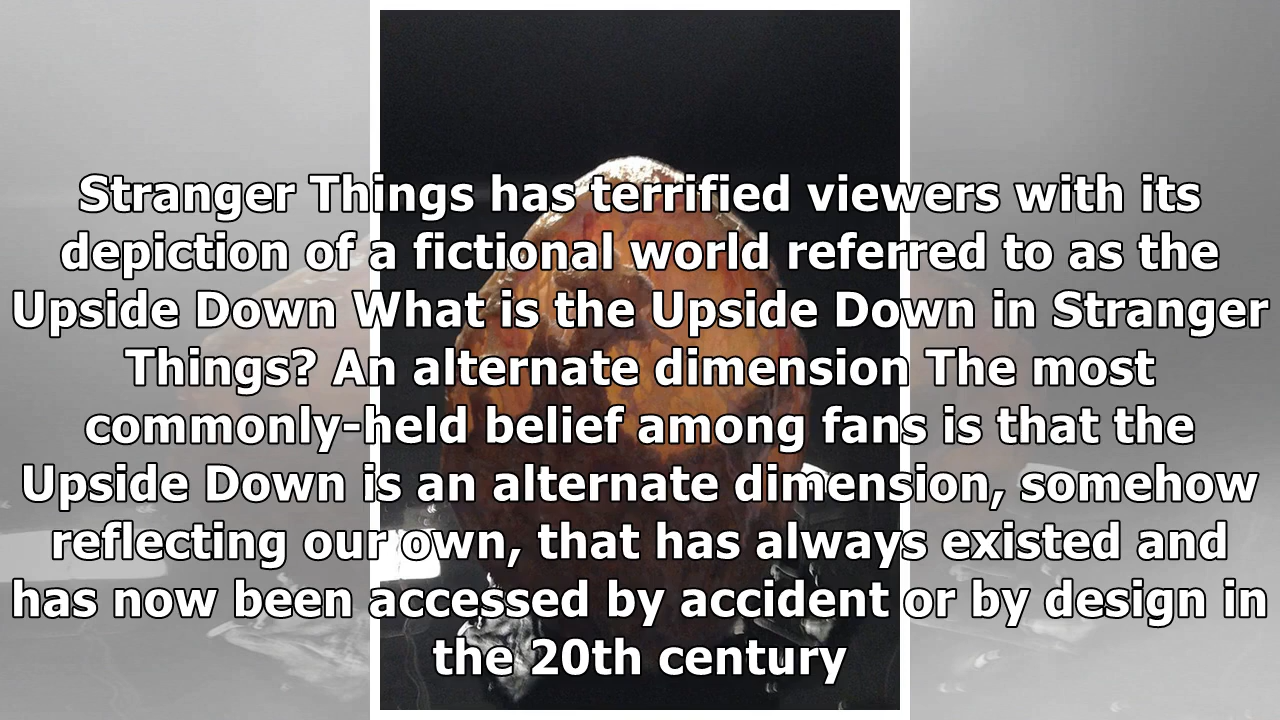 Stranger Things has terrified viewers with its
depiction of a fictional world referred to as the
Upside Down What is the Upside Down in Stranger
Things? An alternate dimension The most
commonly-held belief among fans is that the
Upside Down is an alternate dimension, somehow
reflecting our own, that has always existed and
has now been accessed by accident or by design in
the 20th century